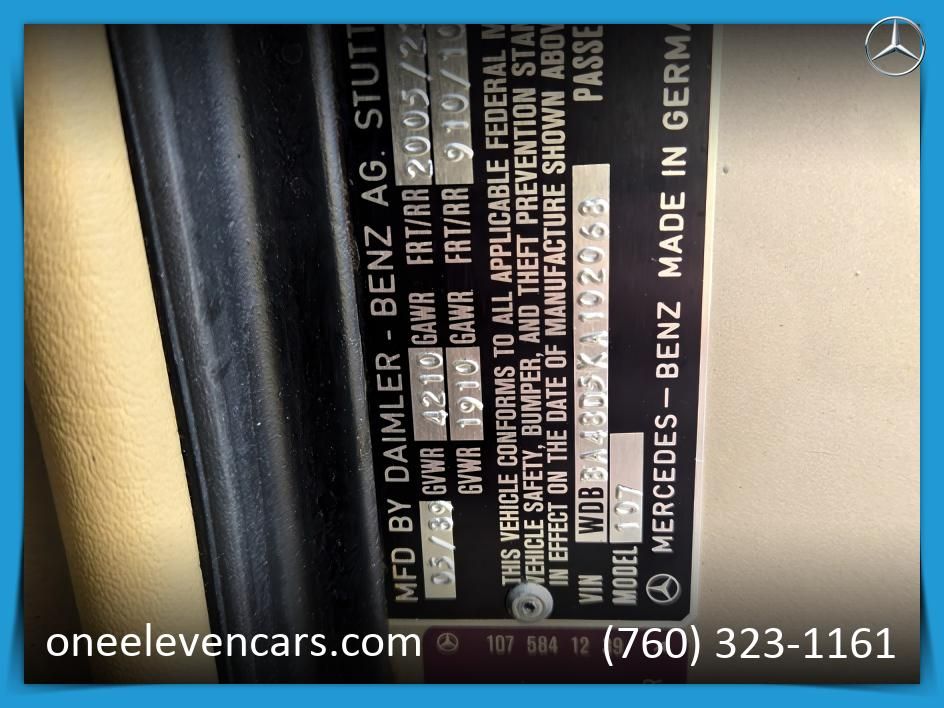 MFD BY DAIMLER - BENZ AG. STUTT
05/89 GVWR 4210 GAWR FRT/RR 2005/2
GVWR 1910 GAWR FRT/RR 910/10
THIS VEHICLE CONFORMS TO ALL APPLICABLE FEDERAL M
VEHICLE SAFETY, BUMPER, AND THEFT PREVENTION STAN
IN EFFECT ON THE DATE OF MANUFACTURE SHOWN ABOV
VIN WDB BA48D5KA102068 PASSE
MODEL 107
MERCEDES-BENZ MADE IN GERMA
107 584 12
oneelevencars.com
(760) 323-1161